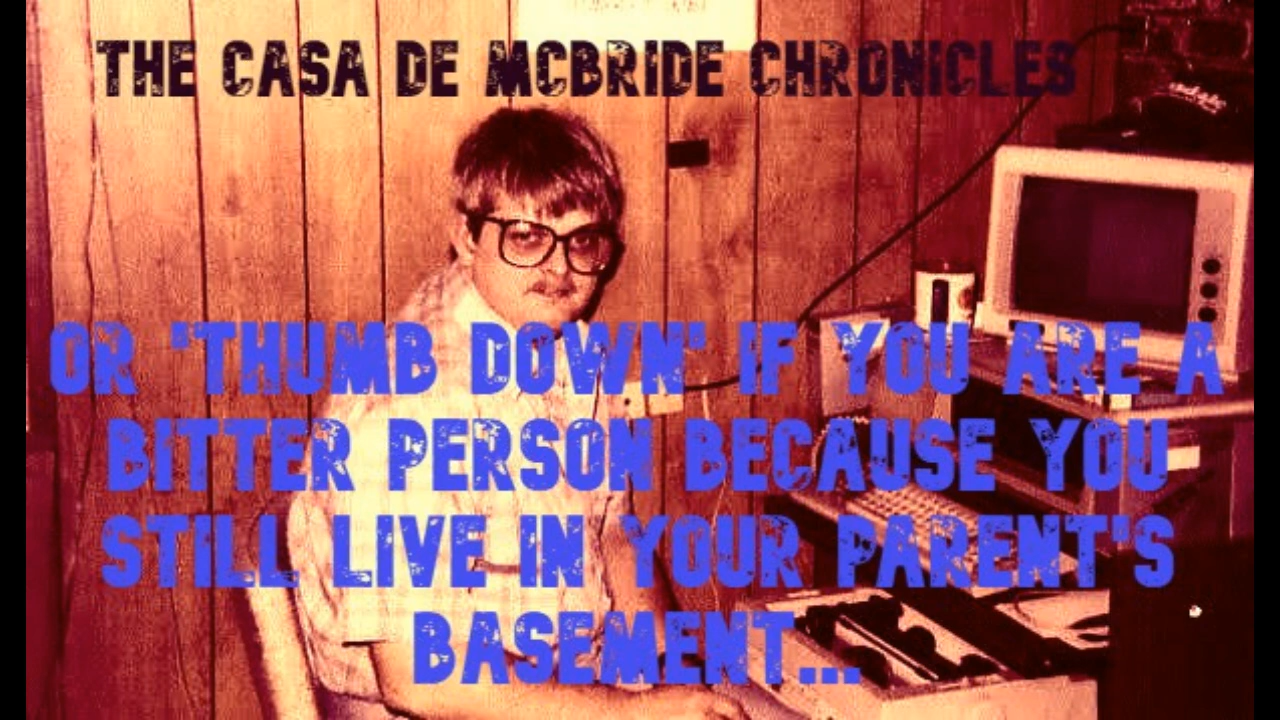 THE CASA DE MCBRIDE CHRONICLES
OR 'THUMB DOWN' IF YOU ARE A
BITTER PERSON BECAUSE YOU
STILL LIVE IN YOUR PARENT'S
BASEMENT...